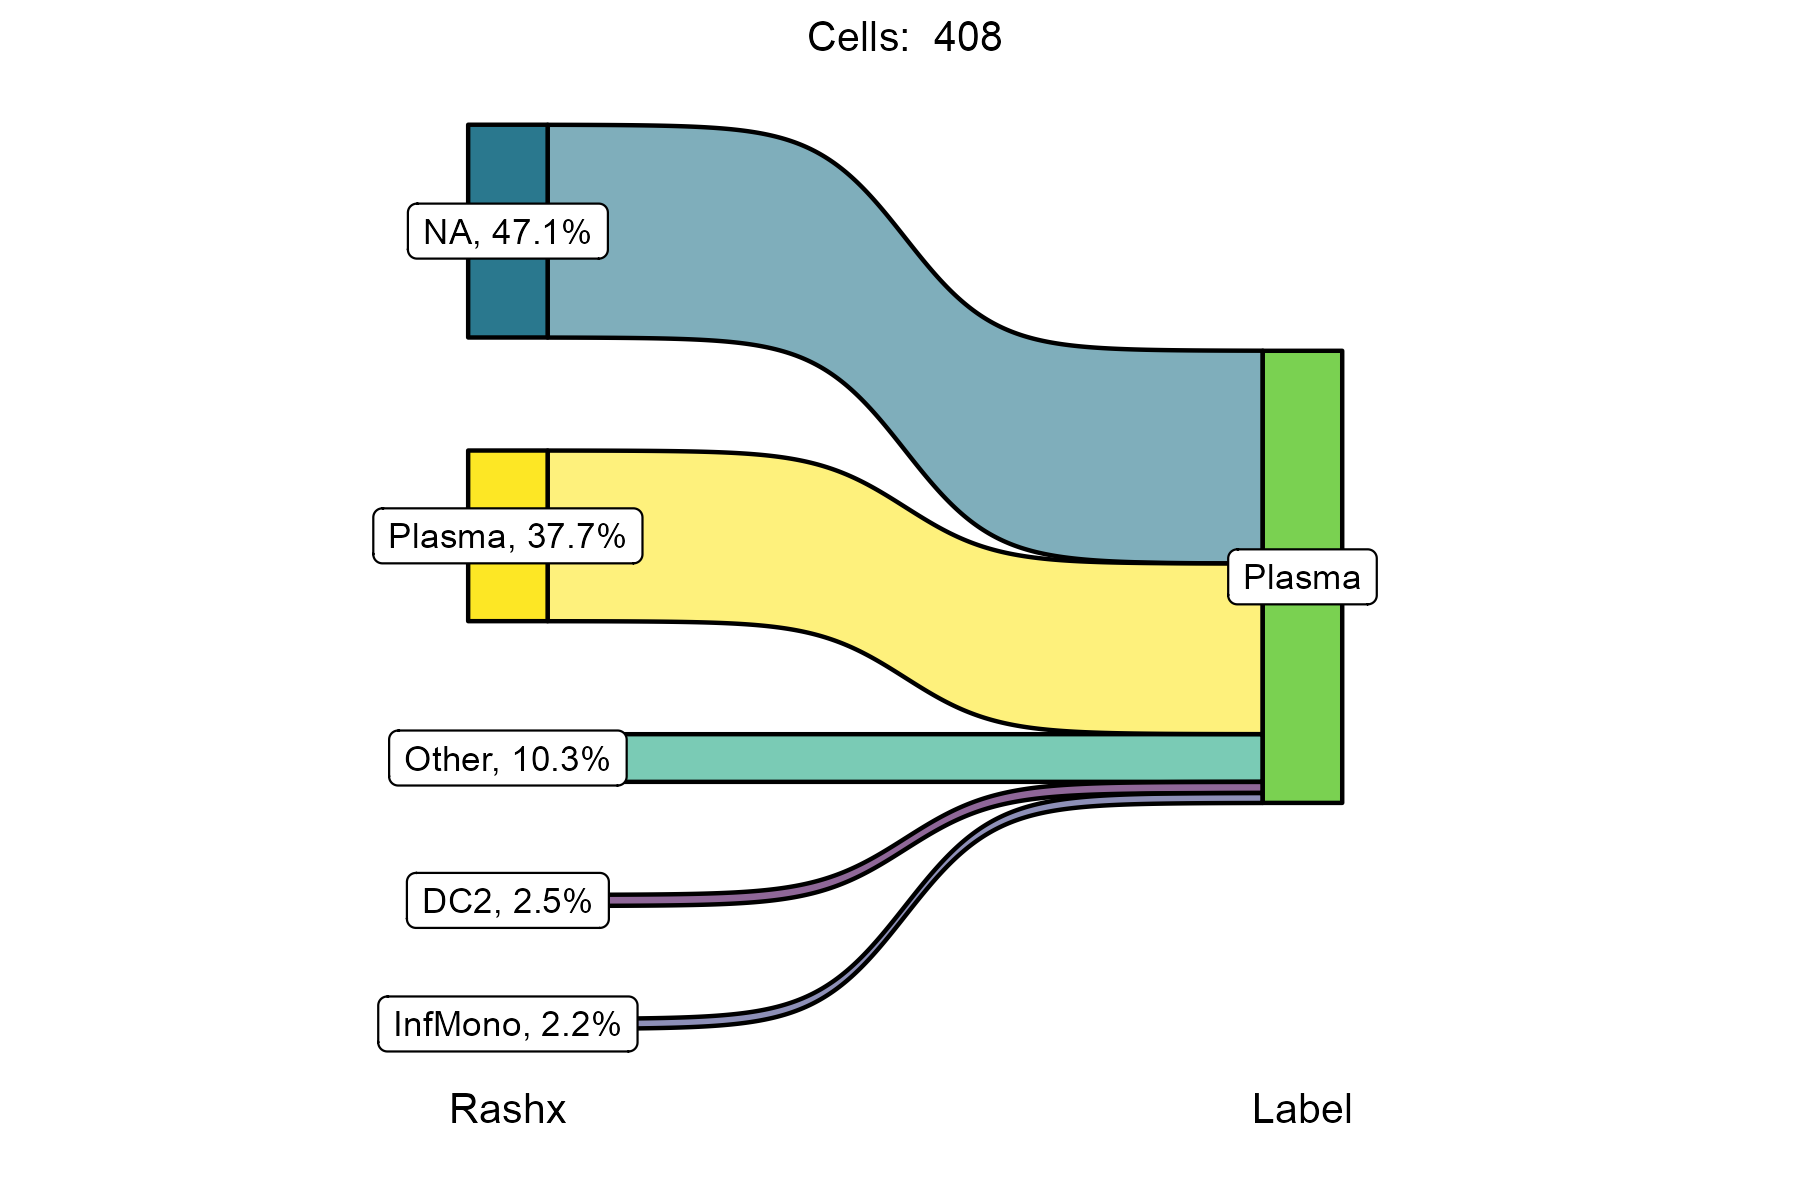 Cells:  408
NA, 47.1%
Plasma, 37.7%
Plasma
Other, 10.3%
DC2, 2.5%
InfMono, 2.2%
Rashx
Label